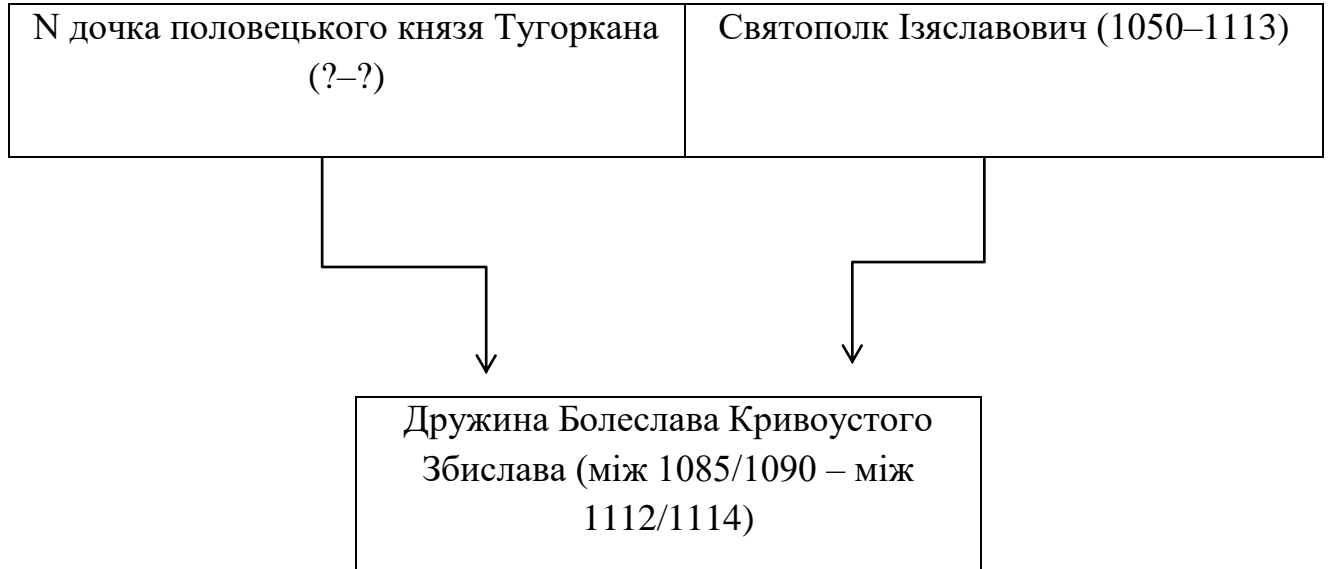 N дочка половецького князя Тугоркана
(?–?)
Святополк Ізяславович (1050–1113)
Дружина Болеслава Кривоустого
Збислава (між 1085/1090 – між
1112/1114)